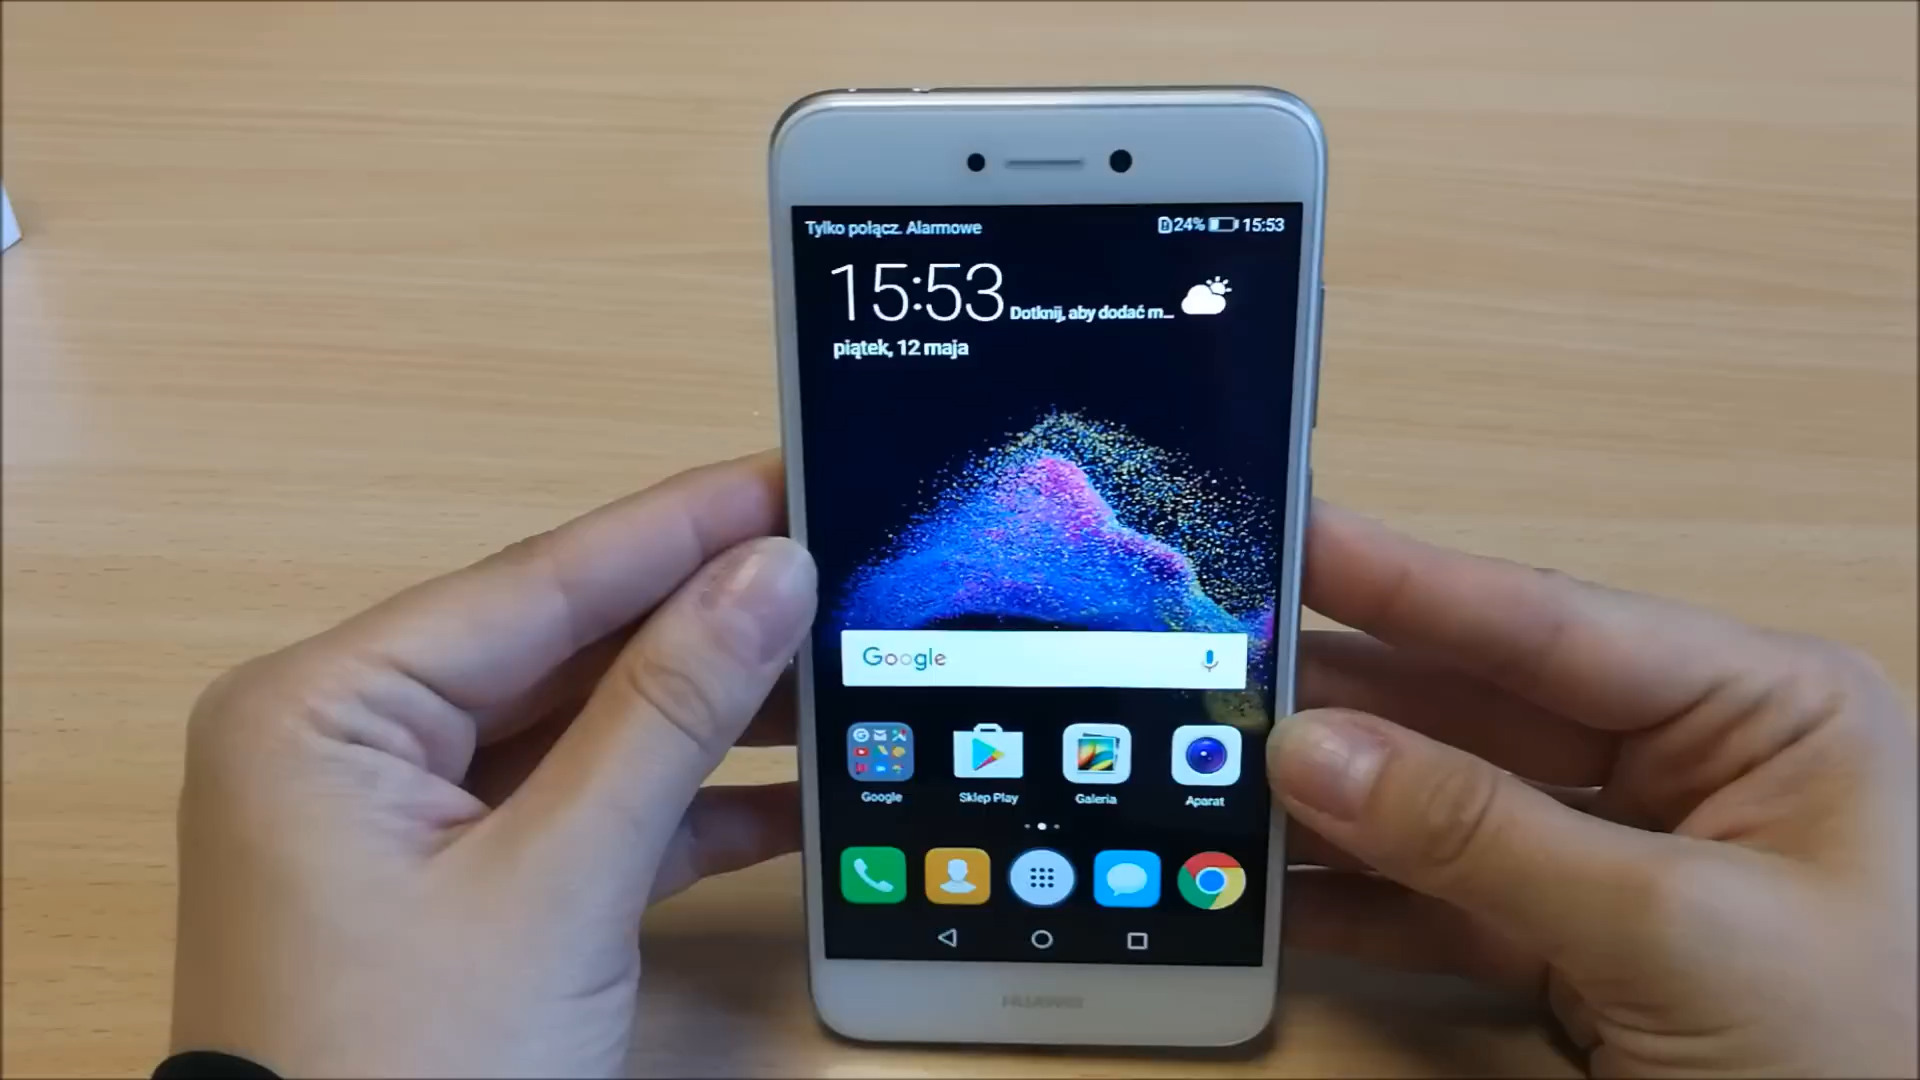 Tylko połącz. Alarmowe
24% 15:53
15:53
Dotknij, aby dodać m...
piątek, 12 maja
Google
Google
Sklep Play
Galeria
Aparat
HUAWEI